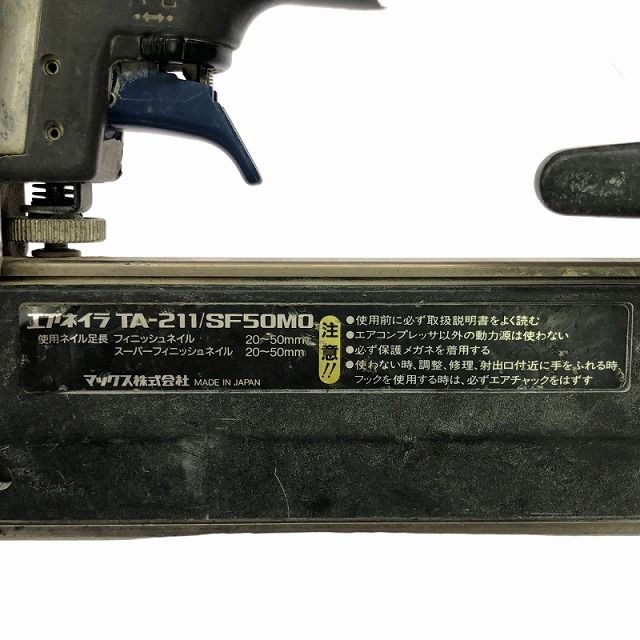 エアネイラ TA-211/SF50MO
使用ネイル足長 フィニッシュネイル 20〜50mm
スーパーフィニッシュネイル 20〜50mm
マックス株式会社 MADE IN JAPAN
注意!!
●使用前に必ず取扱説明書をよく読む
●エアコンプレッサ以外の動力源は使わない
●必ず保護メガネを着用する
●使わない時、調整、修理、射出口付近に手をふれる時、
フックを使用する時は、必ずエアチャックをはずす